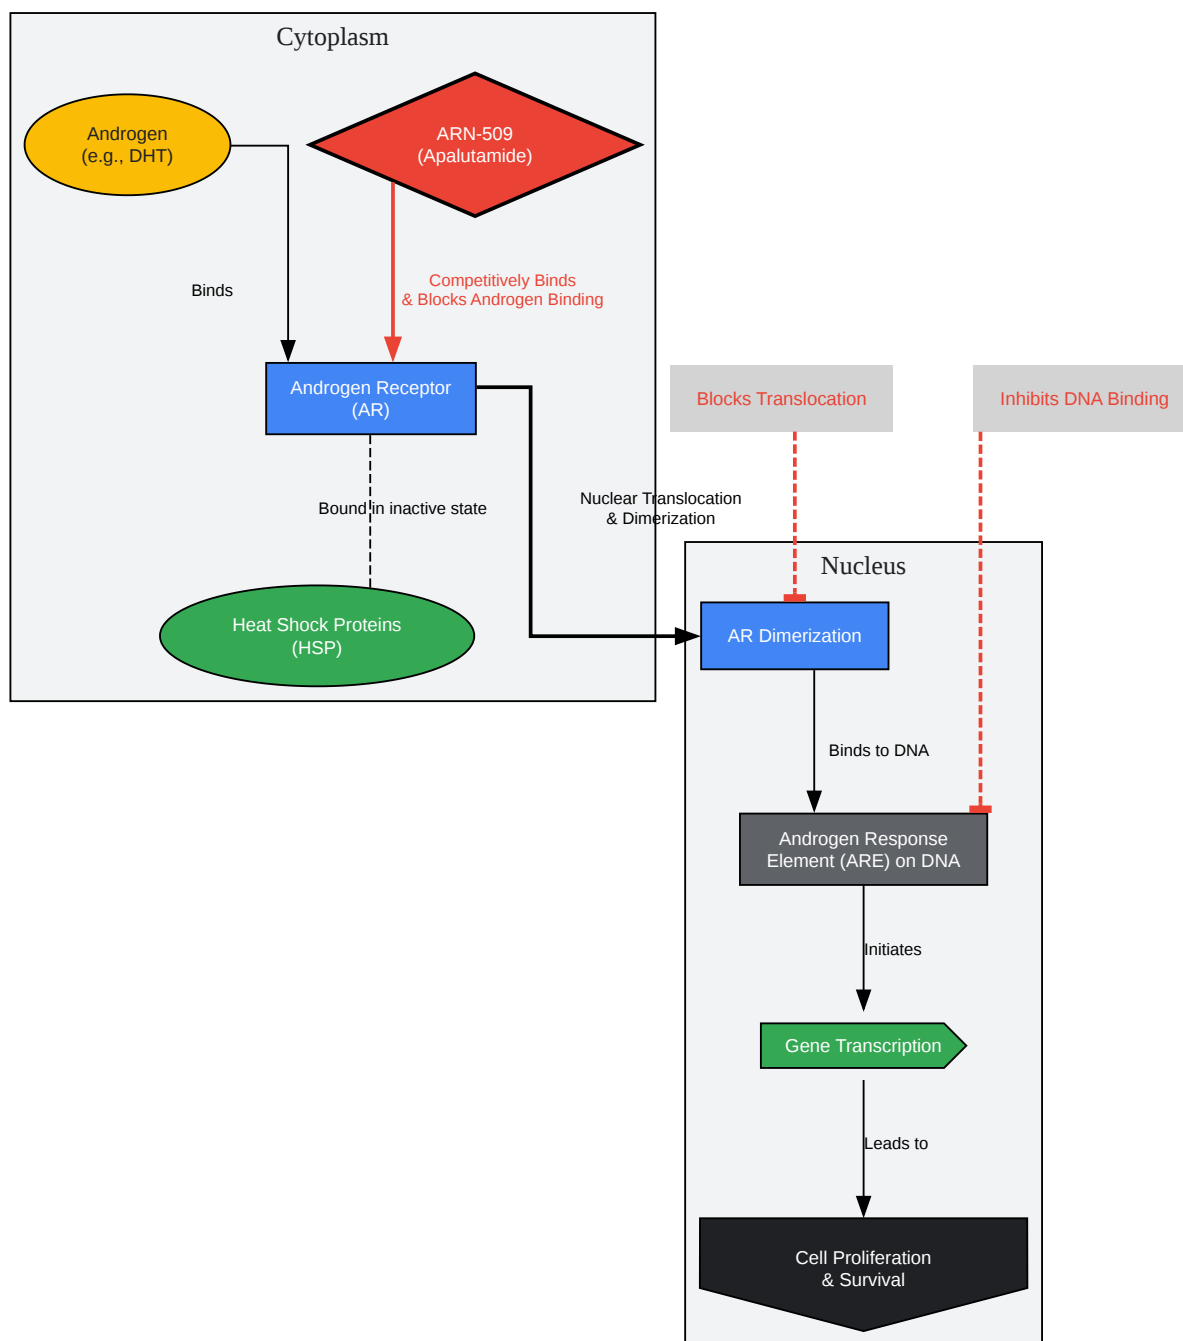 Cytoplasm
Androgen
(e.g., DHT)
ARN-509
(Apalutamide)
Binds
Competitively Binds
& Blocks Androgen Binding
Androgen Receptor
(AR)
Blocks Translocation
Inhibits DNA Binding
Bound in inactive state
Nuclear Translocation
& Dimerization
Nucleus
Heat Shock Proteins
(HSP)
AR Dimerization
Binds to DNA
Androgen Response
Element (ARE) on DNA
Initiates
Gene Transcription
Leads to
Cell Proliferation
& Survival